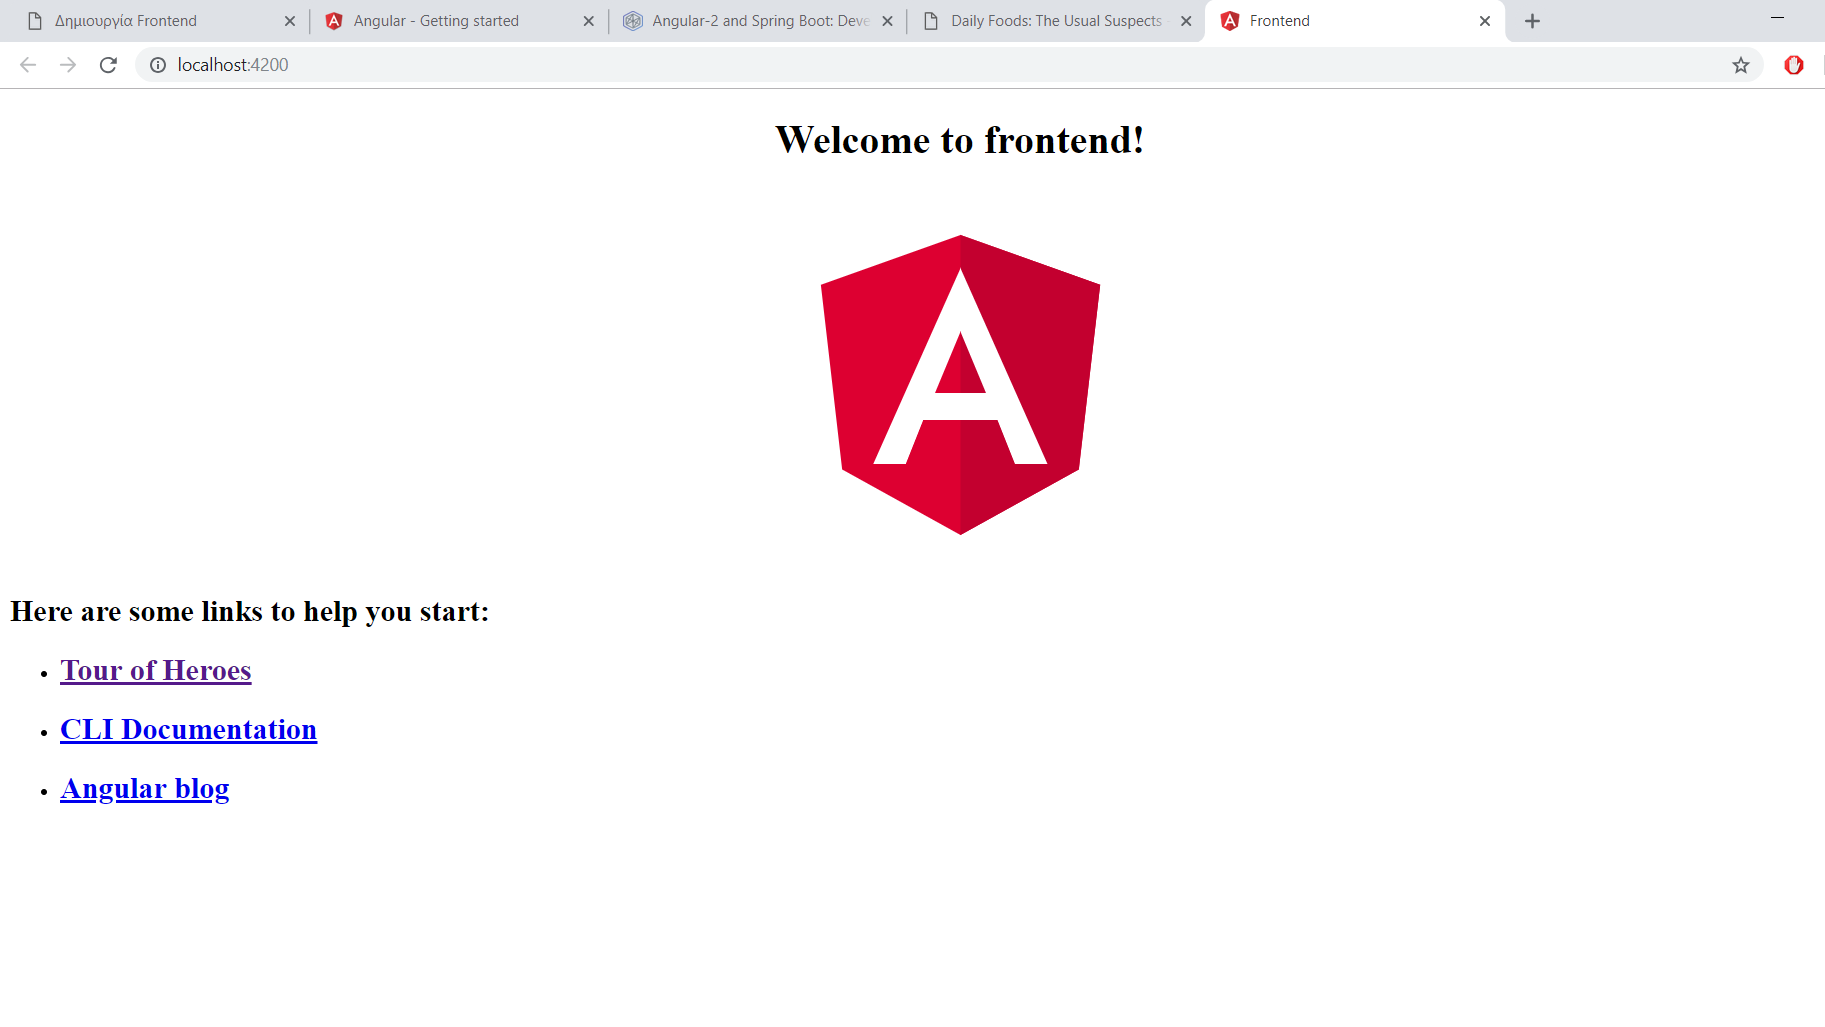 Δημιουργία Frontend
Angular - Getting started
Angular-2 and Spring Boot: Deve
Daily Foods: The Usual Suspects
Frontend
localhost:4200
Welcome to frontend!
A
Here are some links to help you start:
Tour of Heroes
CLI Documentation
Angular blog